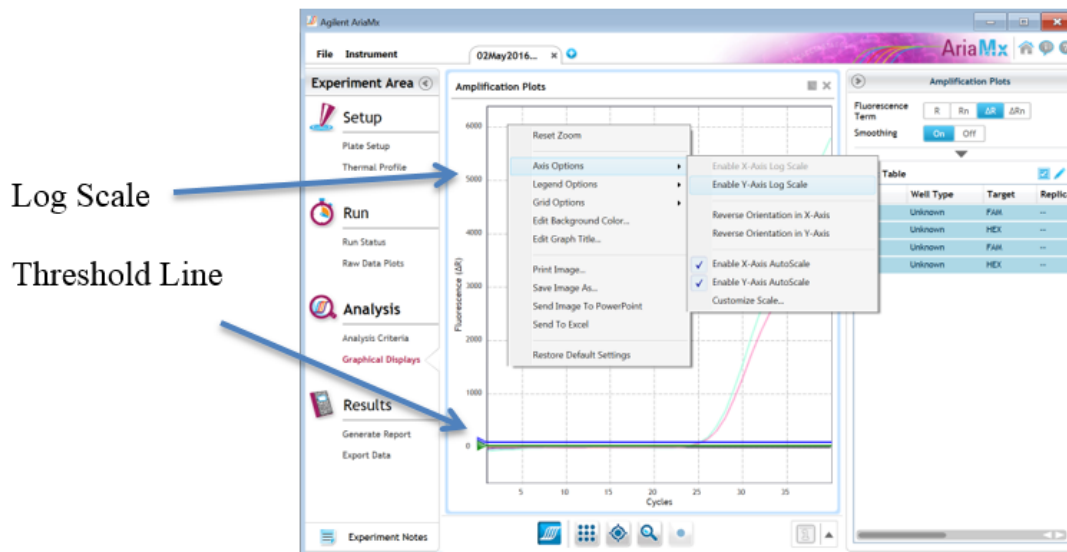 Agilent AriaMx
File Instrument
02May2016...
AriaMx
Experiment Area
Setup
Plate Setup
Thermal Profile
Run
Run Status
Raw Data Plots
Analysis
Analysis Criteria
Graphical Displays
Results
Generate Report
Export Data
Experiment Notes
Log Scale
Threshold Line
Amplification Plots
Fluorescence (ΔR)
6000
5000
4000
3000
2000
1000
0
5 10 15 20 25 30 35
Cycles
Reset Zoom
Axis Options
Legend Options
Grid Options
Edit Background Color...
Edit Graph Title...
Print Image...
Save Image As...
Send Image To PowerPoint
Send To Excel
Restore Default Settings
Enable X-Axis Log Scale
Enable Y-Axis Log Scale
Reverse Orientation in X-Axis
Reverse Orientation in Y-Axis
Enable X-Axis AutoScale
Enable Y-Axis AutoScale
Customize Scale...
Amplification Plots
Fluorescence Term
R Rn ΔR ΔRn
Smoothing
On Off
Table
Well Type Target Replic
Unknown FAM --
Unknown HEX --
Unknown FAM --
Unknown HEX --